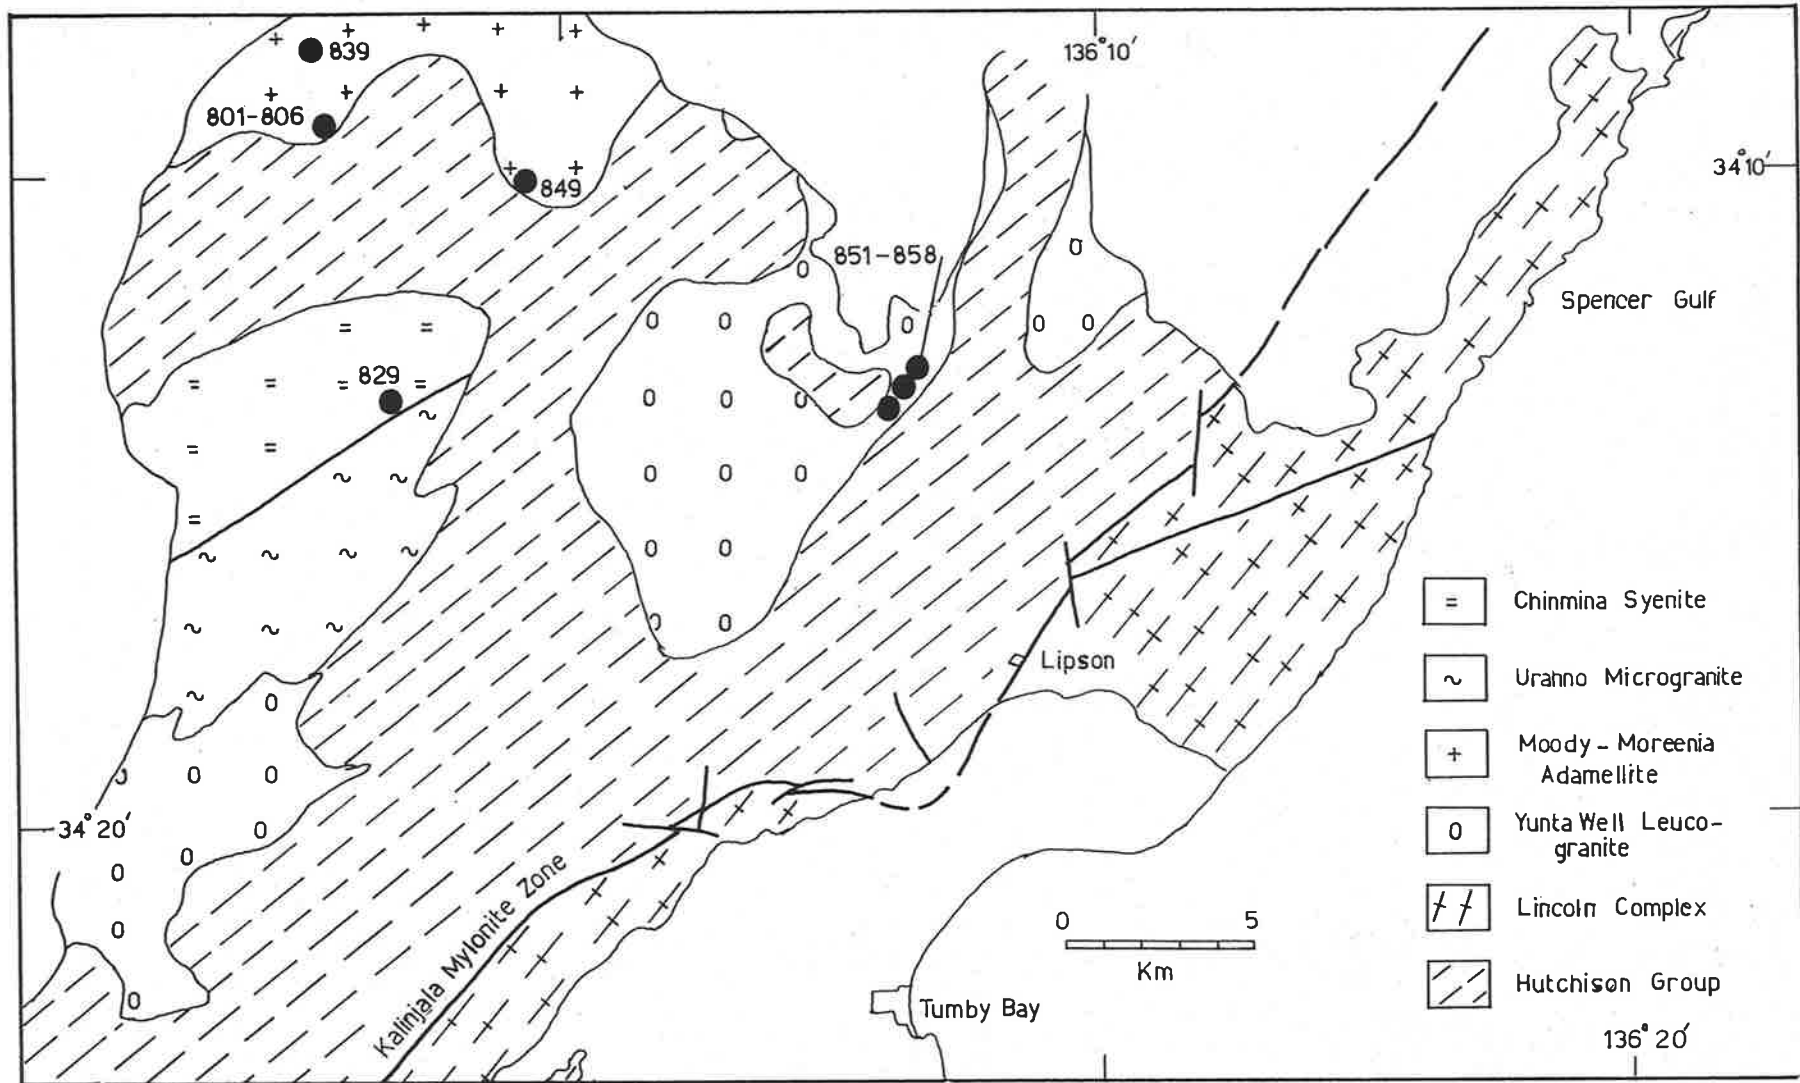 839
136° 10′
801-806
34° 10′
849
851-858
Spencer Gulf
829
Chinmina Syenite
Lipson
Uranno Microgranite
Moody - Moreenia
Adamellite
34° 20′
Yunta Well Leuco-
granite
Kalinjala Mylonite Zone
Lincoln Complex
0 5
Km
Hutchison Group
Tumby Bay
136° 20′